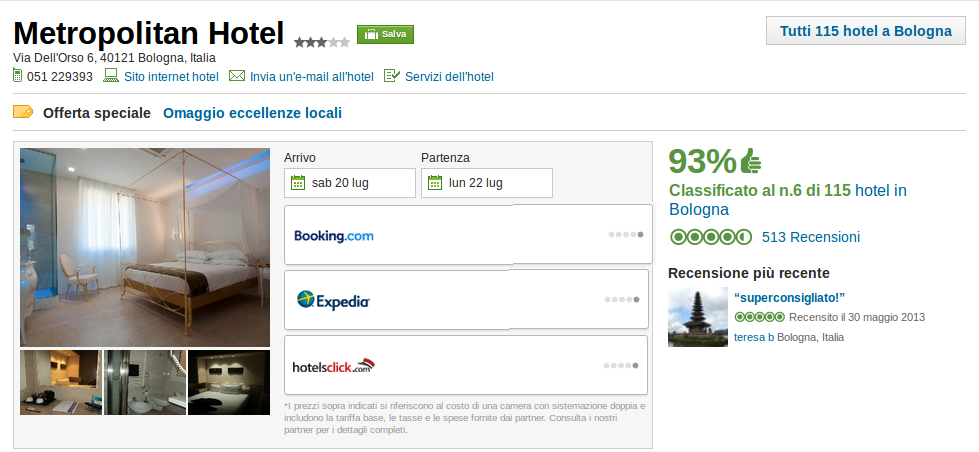 Metropolitan Hotel
Salva
Tutti 115 hotel a Bologna
Via Dell'Orso 6, 40121 Bologna, Italia
051 229393 Sito internet hotel Invia un'e-mail all'hotel Servizi dell'hotel
Offerta speciale Omaggio eccellenze locali
Arrivo Partenza
sab 20 lug lun 22 lug
Booking.com
Expedia
hotelsclick.com
*I prezzi sopra indicati si riferiscono al costo di una camera con sistemazione doppia e
includono la tariffa base, le tasse e le spese fornite dai partner. Consulta i nostri
partner per i dettagli completi.
93%
Classificato al n.6 di 115 hotel in
Bologna
513 Recensioni
Recensione più recente
“superconsigliato!”
Recensito il 30 maggio 2013
teresa b Bologna, Italia